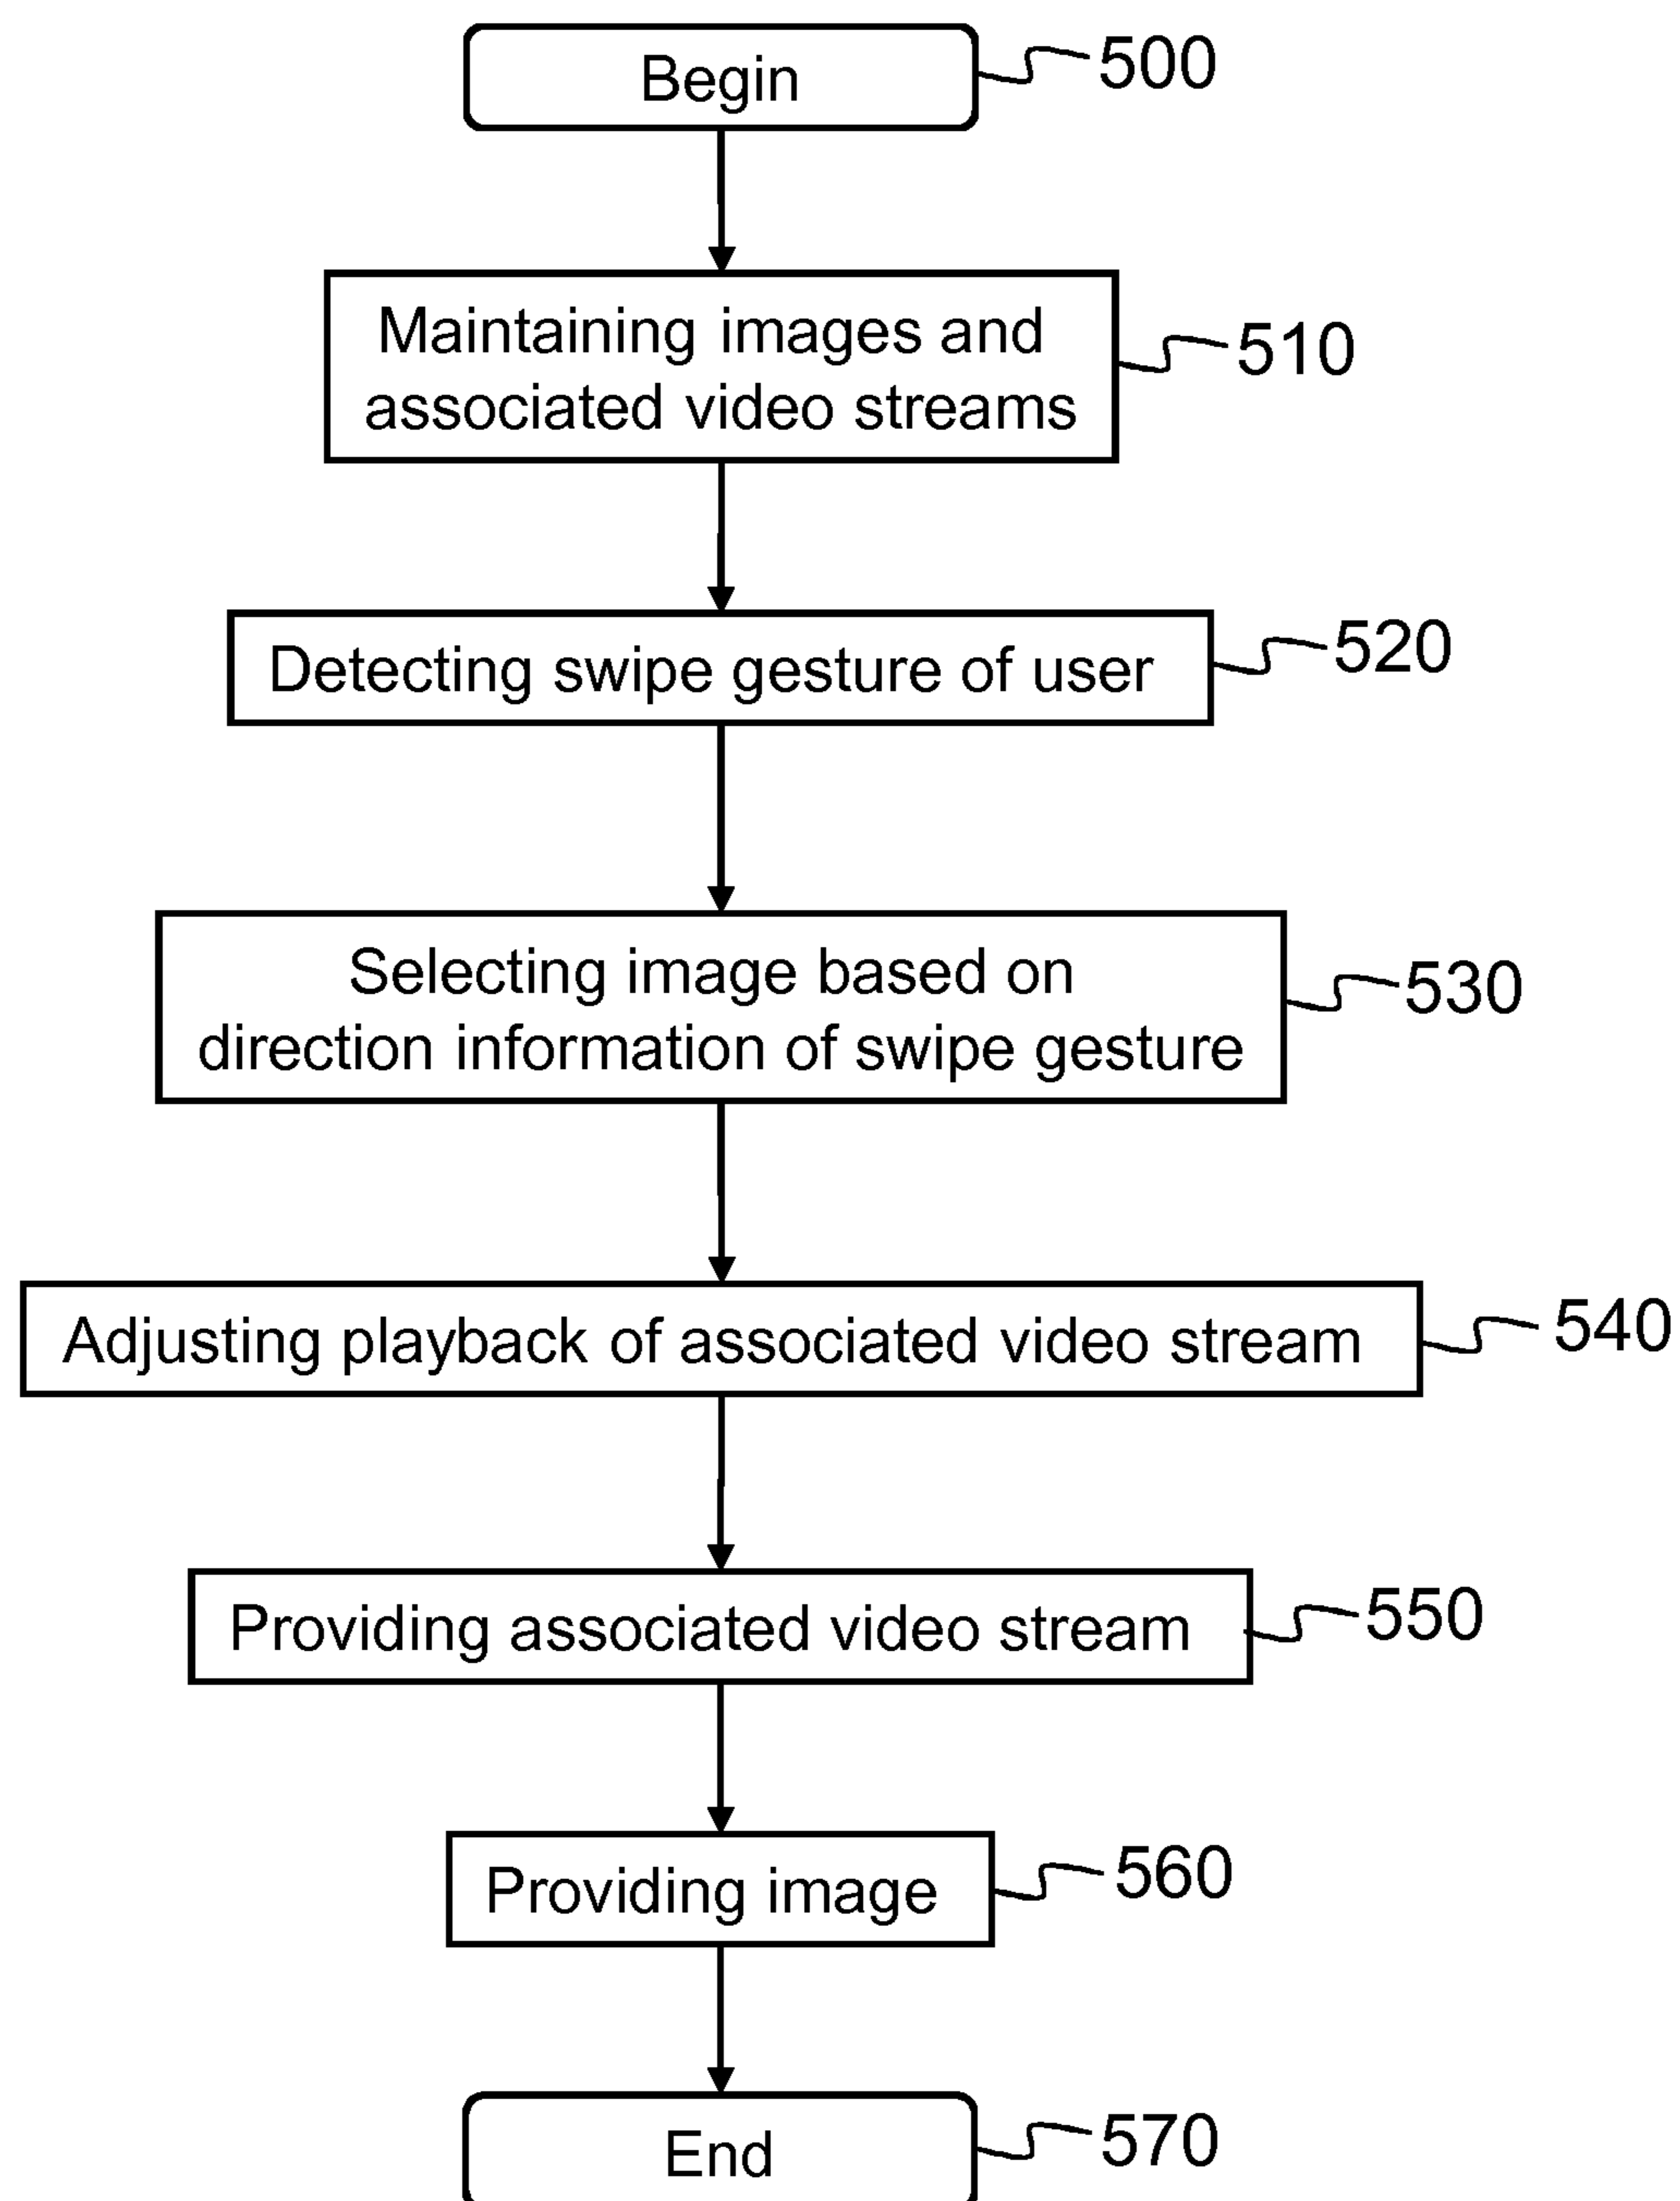 Begin
500
Maintaining images and
associated video streams
510
Detecting swipe gesture of user
520
Selecting image based on
direction information of swipe gesture
530
Adjusting playback of associated video stream
540
Providing associated video stream
550
Providing image
560
End
570